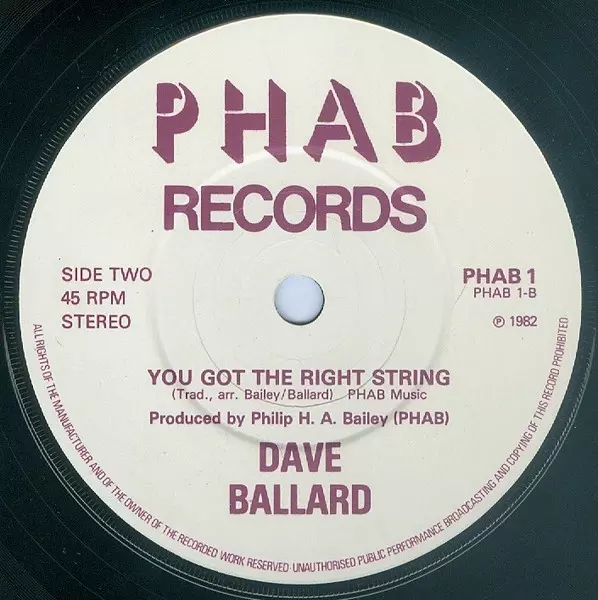 PHAB
RECORDS
SIDE TWO
45 RPM
STEREO
PHAB 1
PHAB 1-B
℗ 1982
YOU GOT THE RIGHT STRING
(Trad., arr. Bailey/Ballard) PHAB Music
Produced by Philip H. A. Bailey (PHAB)
DAVE
BALLARD
ALL RIGHTS OF THE MANUFACTURER AND OF THE OWNER OF THE RECORDED WORK RESERVED·UNAUTHORISED PUBLIC PERFORMANCE BROADCASTING AND COPYING OF THIS RECORD PROHIBITED